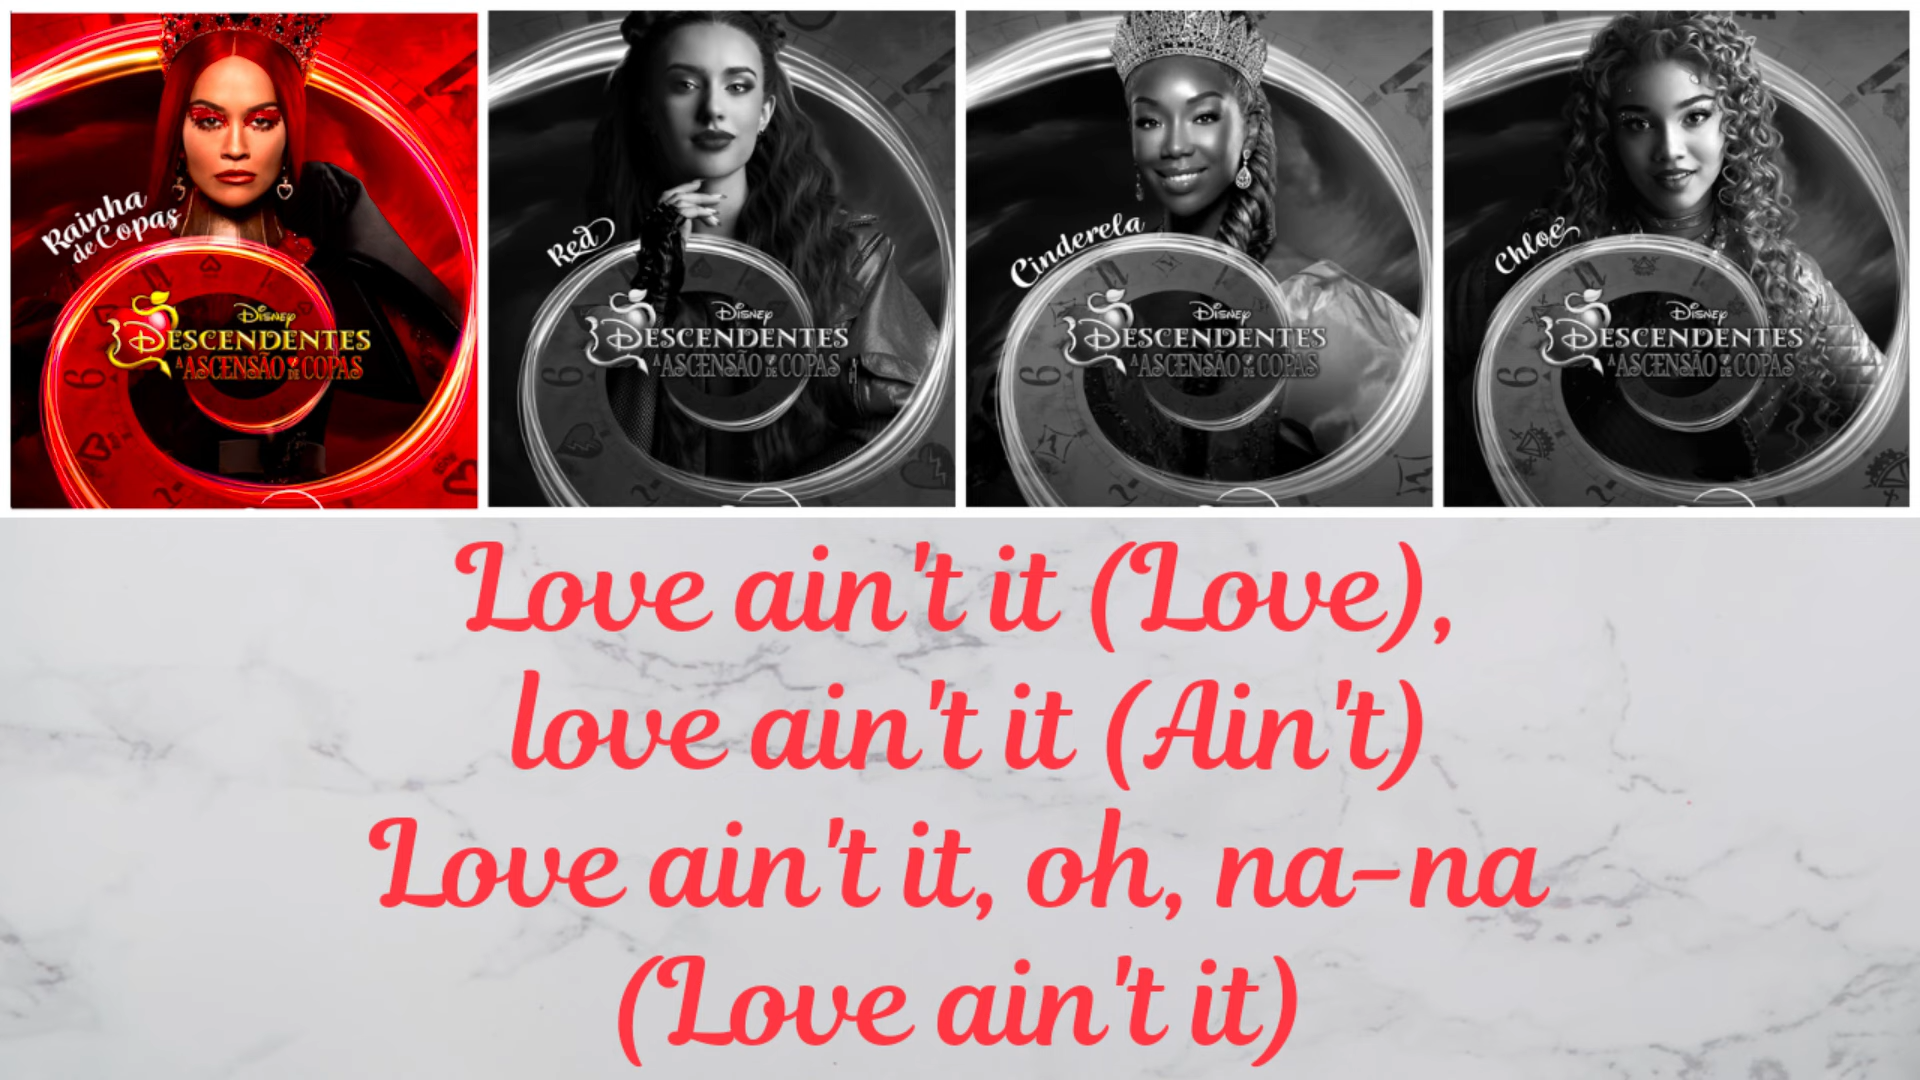 Rainha
de Copas
DISNEY
DESCENDENTES
A ASCENSÃO DE COPAS
Red
DISNEY
DESCENDENTES
A ASCENSÃO DE COPAS
Cinderela
DISNEY
DESCENDENTES
A ASCENSÃO DE COPAS
Chloe
DISNEY
DESCENDENTES
A ASCENSÃO DE COPAS
Love ain't it (Love),
love ain't it (Ain't)
Love ain't it, oh, na-na
(Love ain't it)